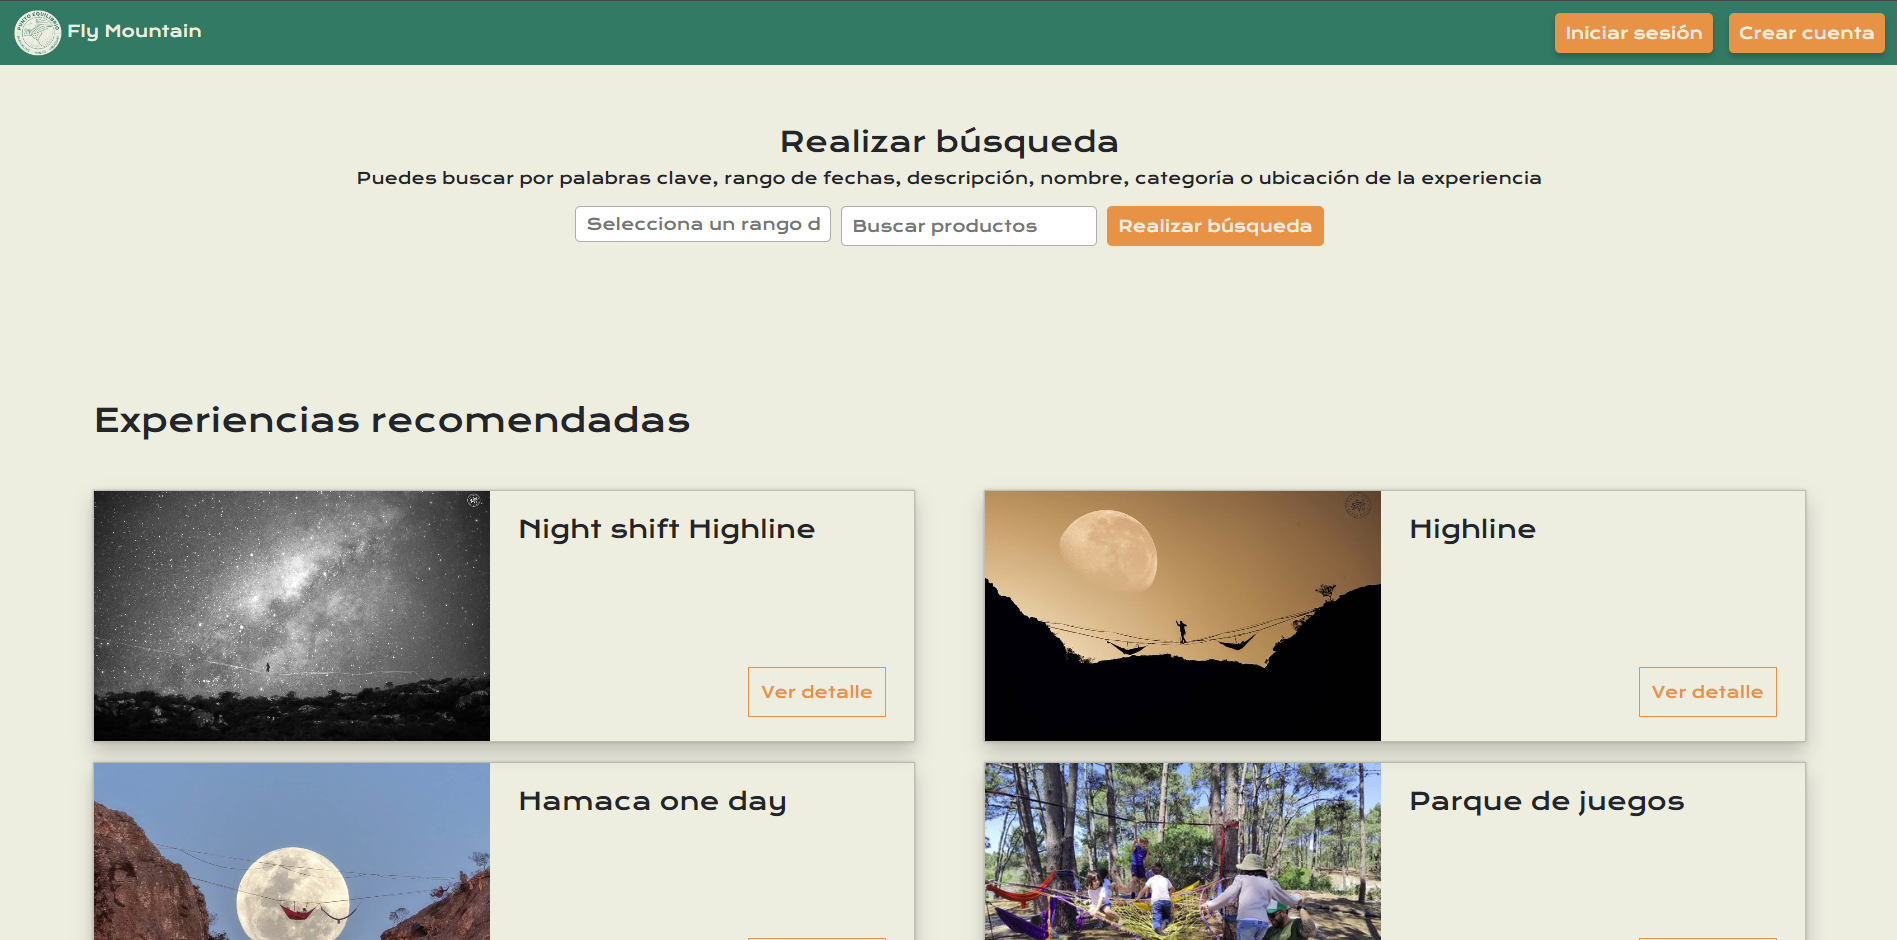 PUNTO EQUILIBRIO
Fly Mountain
Iniciar sesión
Crear cuenta
Realizar búsqueda
Puedes buscar por palabras clave, rango de fechas, descripción, nombre, categoría o ubicación de la experiencia
Selecciona un rango d
Buscar productos
Realizar búsqueda
Experiencias recomendadas
Night shift Highline
Ver detalle
Highline
Ver detalle
Hamaca one day
Parque de juegos